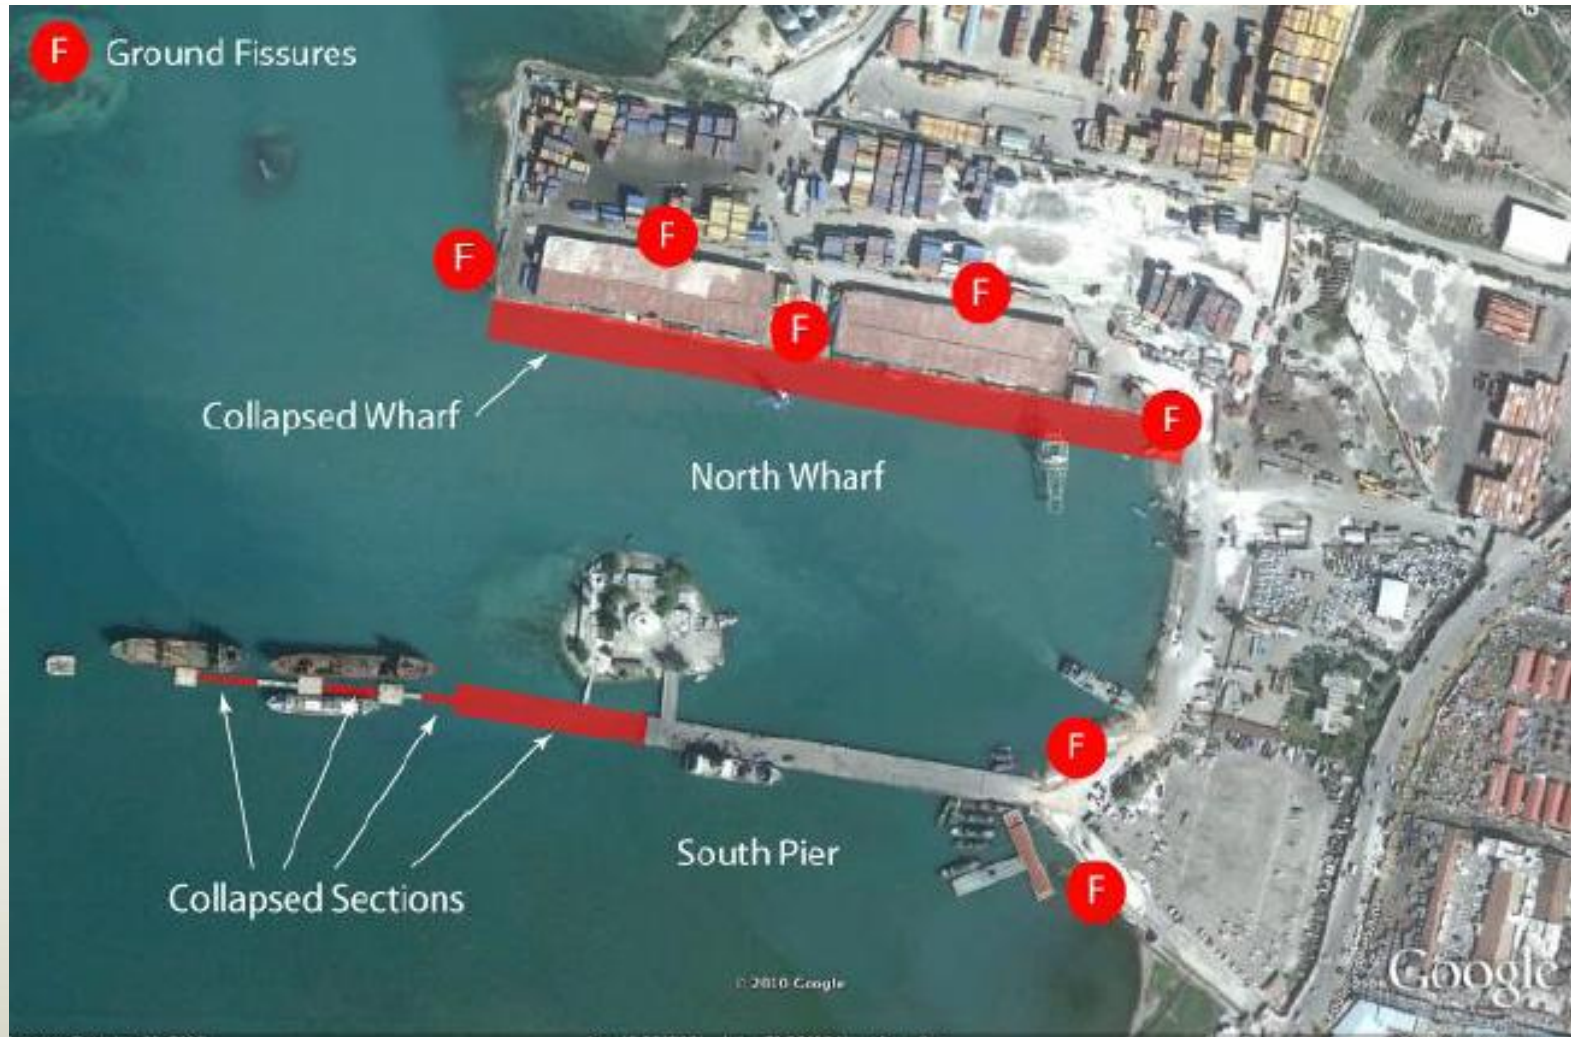 F Ground Fissures
F
F
F
F
F
Collapsed Wharf
North Wharf
F
South Pier
F
Collapsed Sections
© 2010 Google
Google